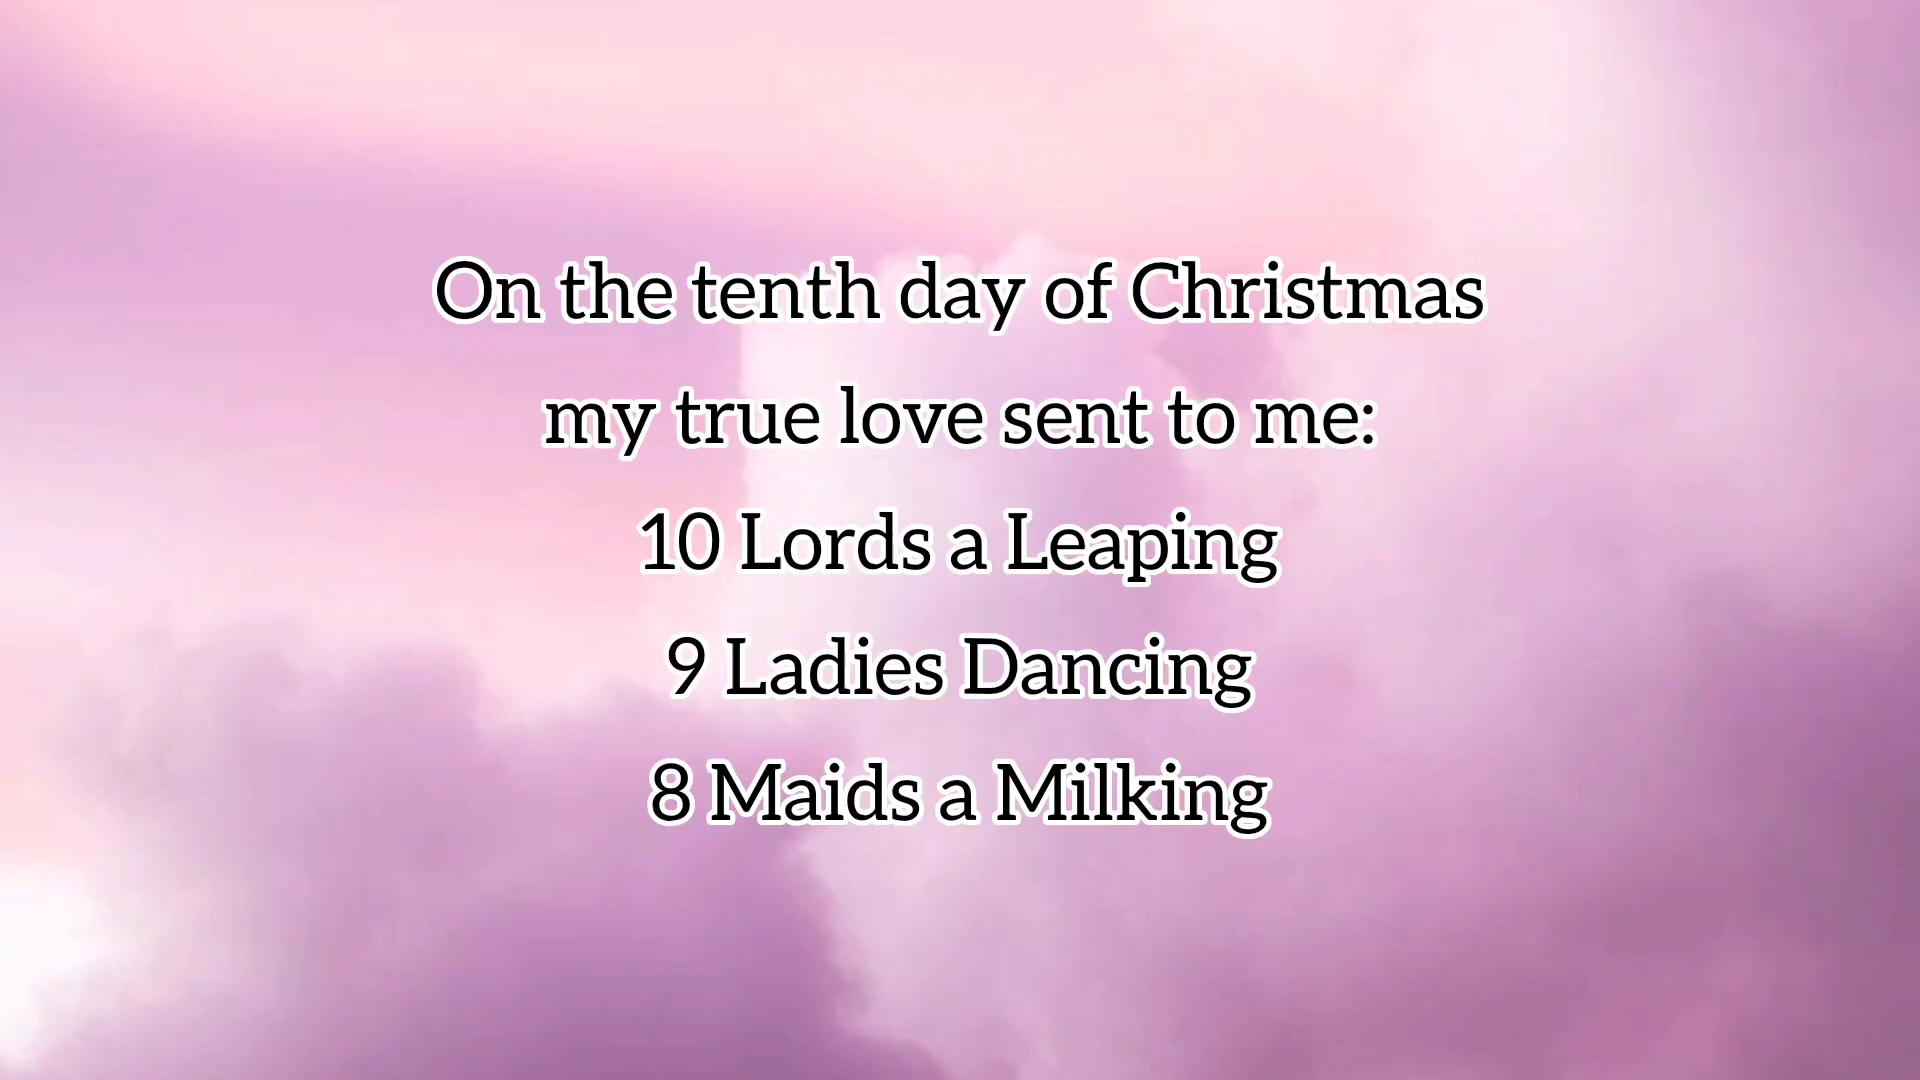 On the tenth day of Christmas
my true love sent to me:
10 Lords a Leaping
9 Ladies Dancing
8 Maids a Milking